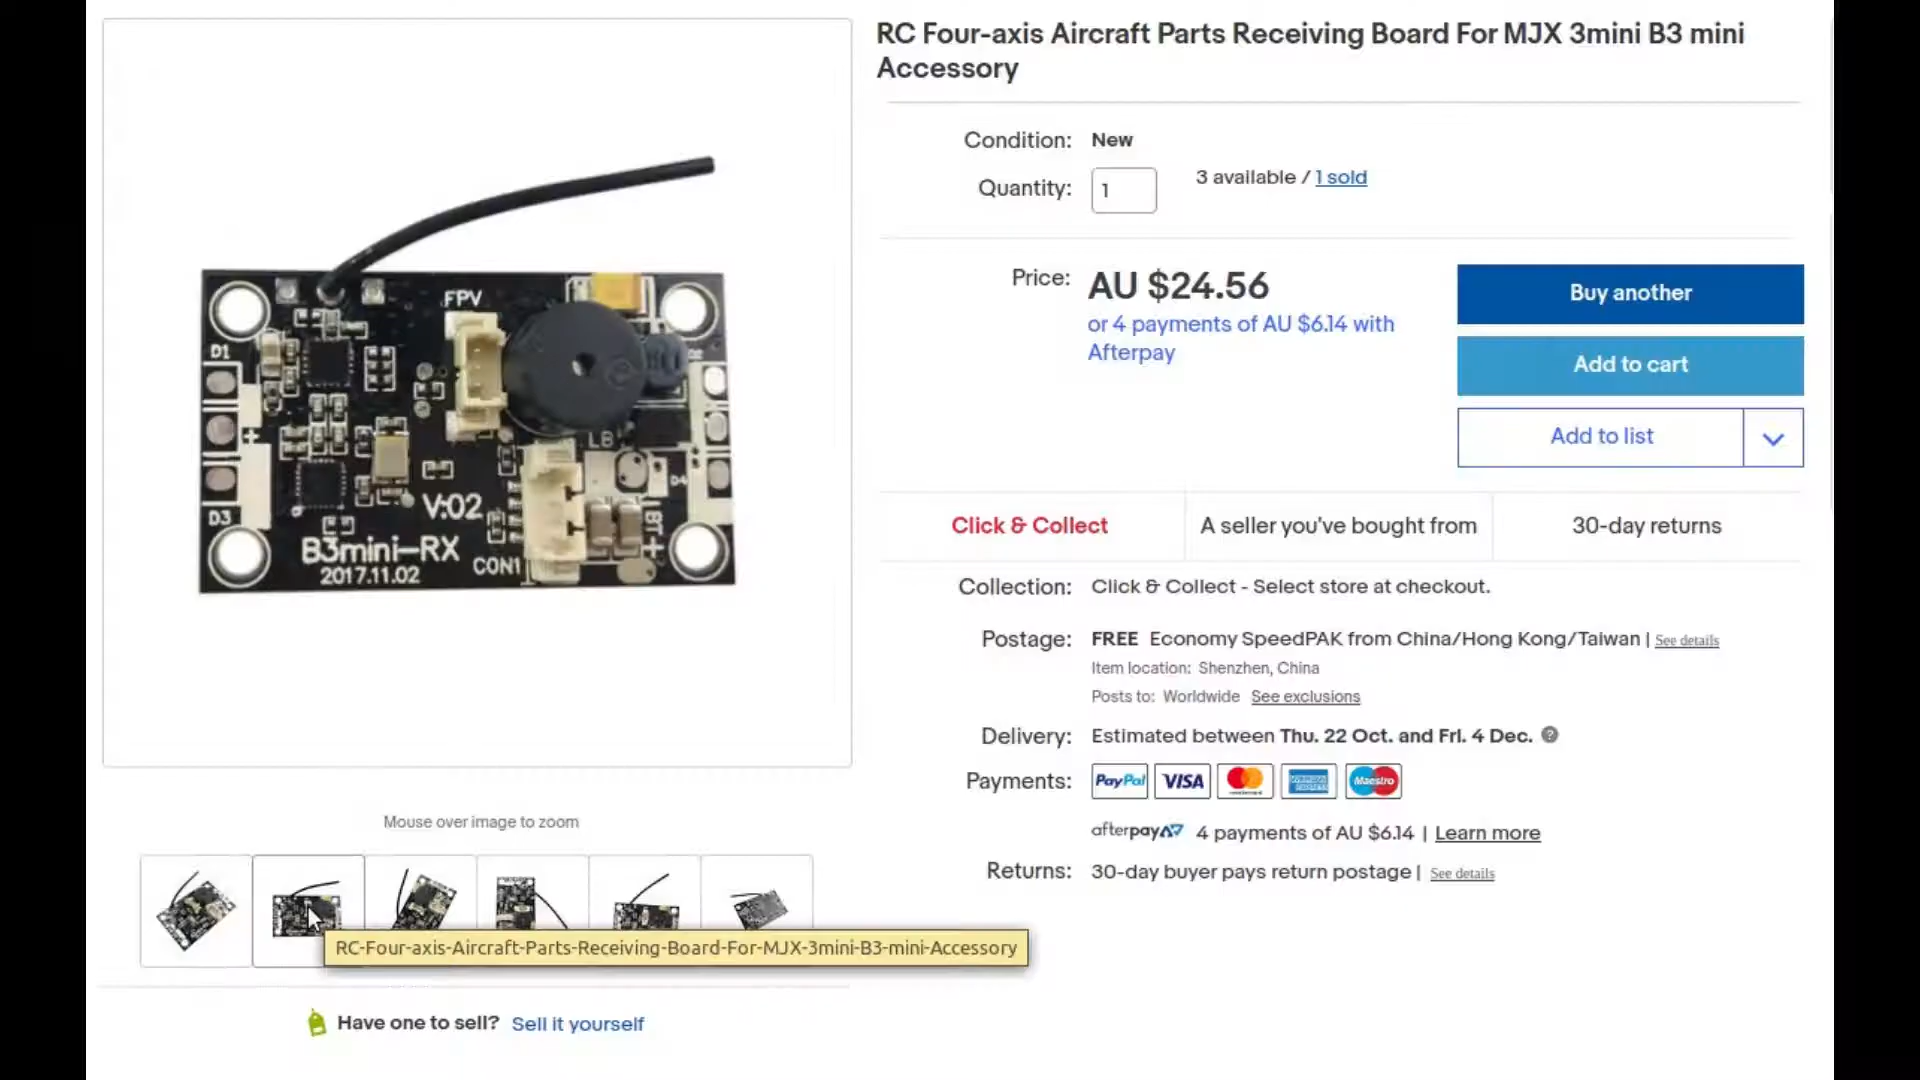 RC Four-axis Aircraft Parts Receiving Board For MJX 3mini B3 mini
Accessory
Condition: New
Quantity: 1 3 available / 1 sold
Price: AU $24.56
or 4 payments of AU $6.14 with
Afterpay
Buy another
Add to cart
Add to list
Click & Collect A seller you've bought from 30-day returns
Collection: Click & Collect - Select store at checkout.
Postage: FREE Economy SpeedPAK from China/Hong Kong/Taiwan | See details
Item location: Shenzhen, China
Posts to: Worldwide See exclusions
Delivery: Estimated between Thu. 22 Oct. and Fri. 4 Dec.
Payments: PayPal VISA Maestro
afterpay 4 payments of AU $6.14 | Learn more
Returns: 30-day buyer pays return postage | See details
FPV
D1
D2
LB
D4
V:02
D3
B3mini-RX
2017.11.02
CON1
BT
+
Mouse over image to zoom
RC-Four-axis-Aircraft-Parts-Receiving-Board-For-MJX-3mini-B3-mini-Accessory
Have one to sell? Sell it yourself